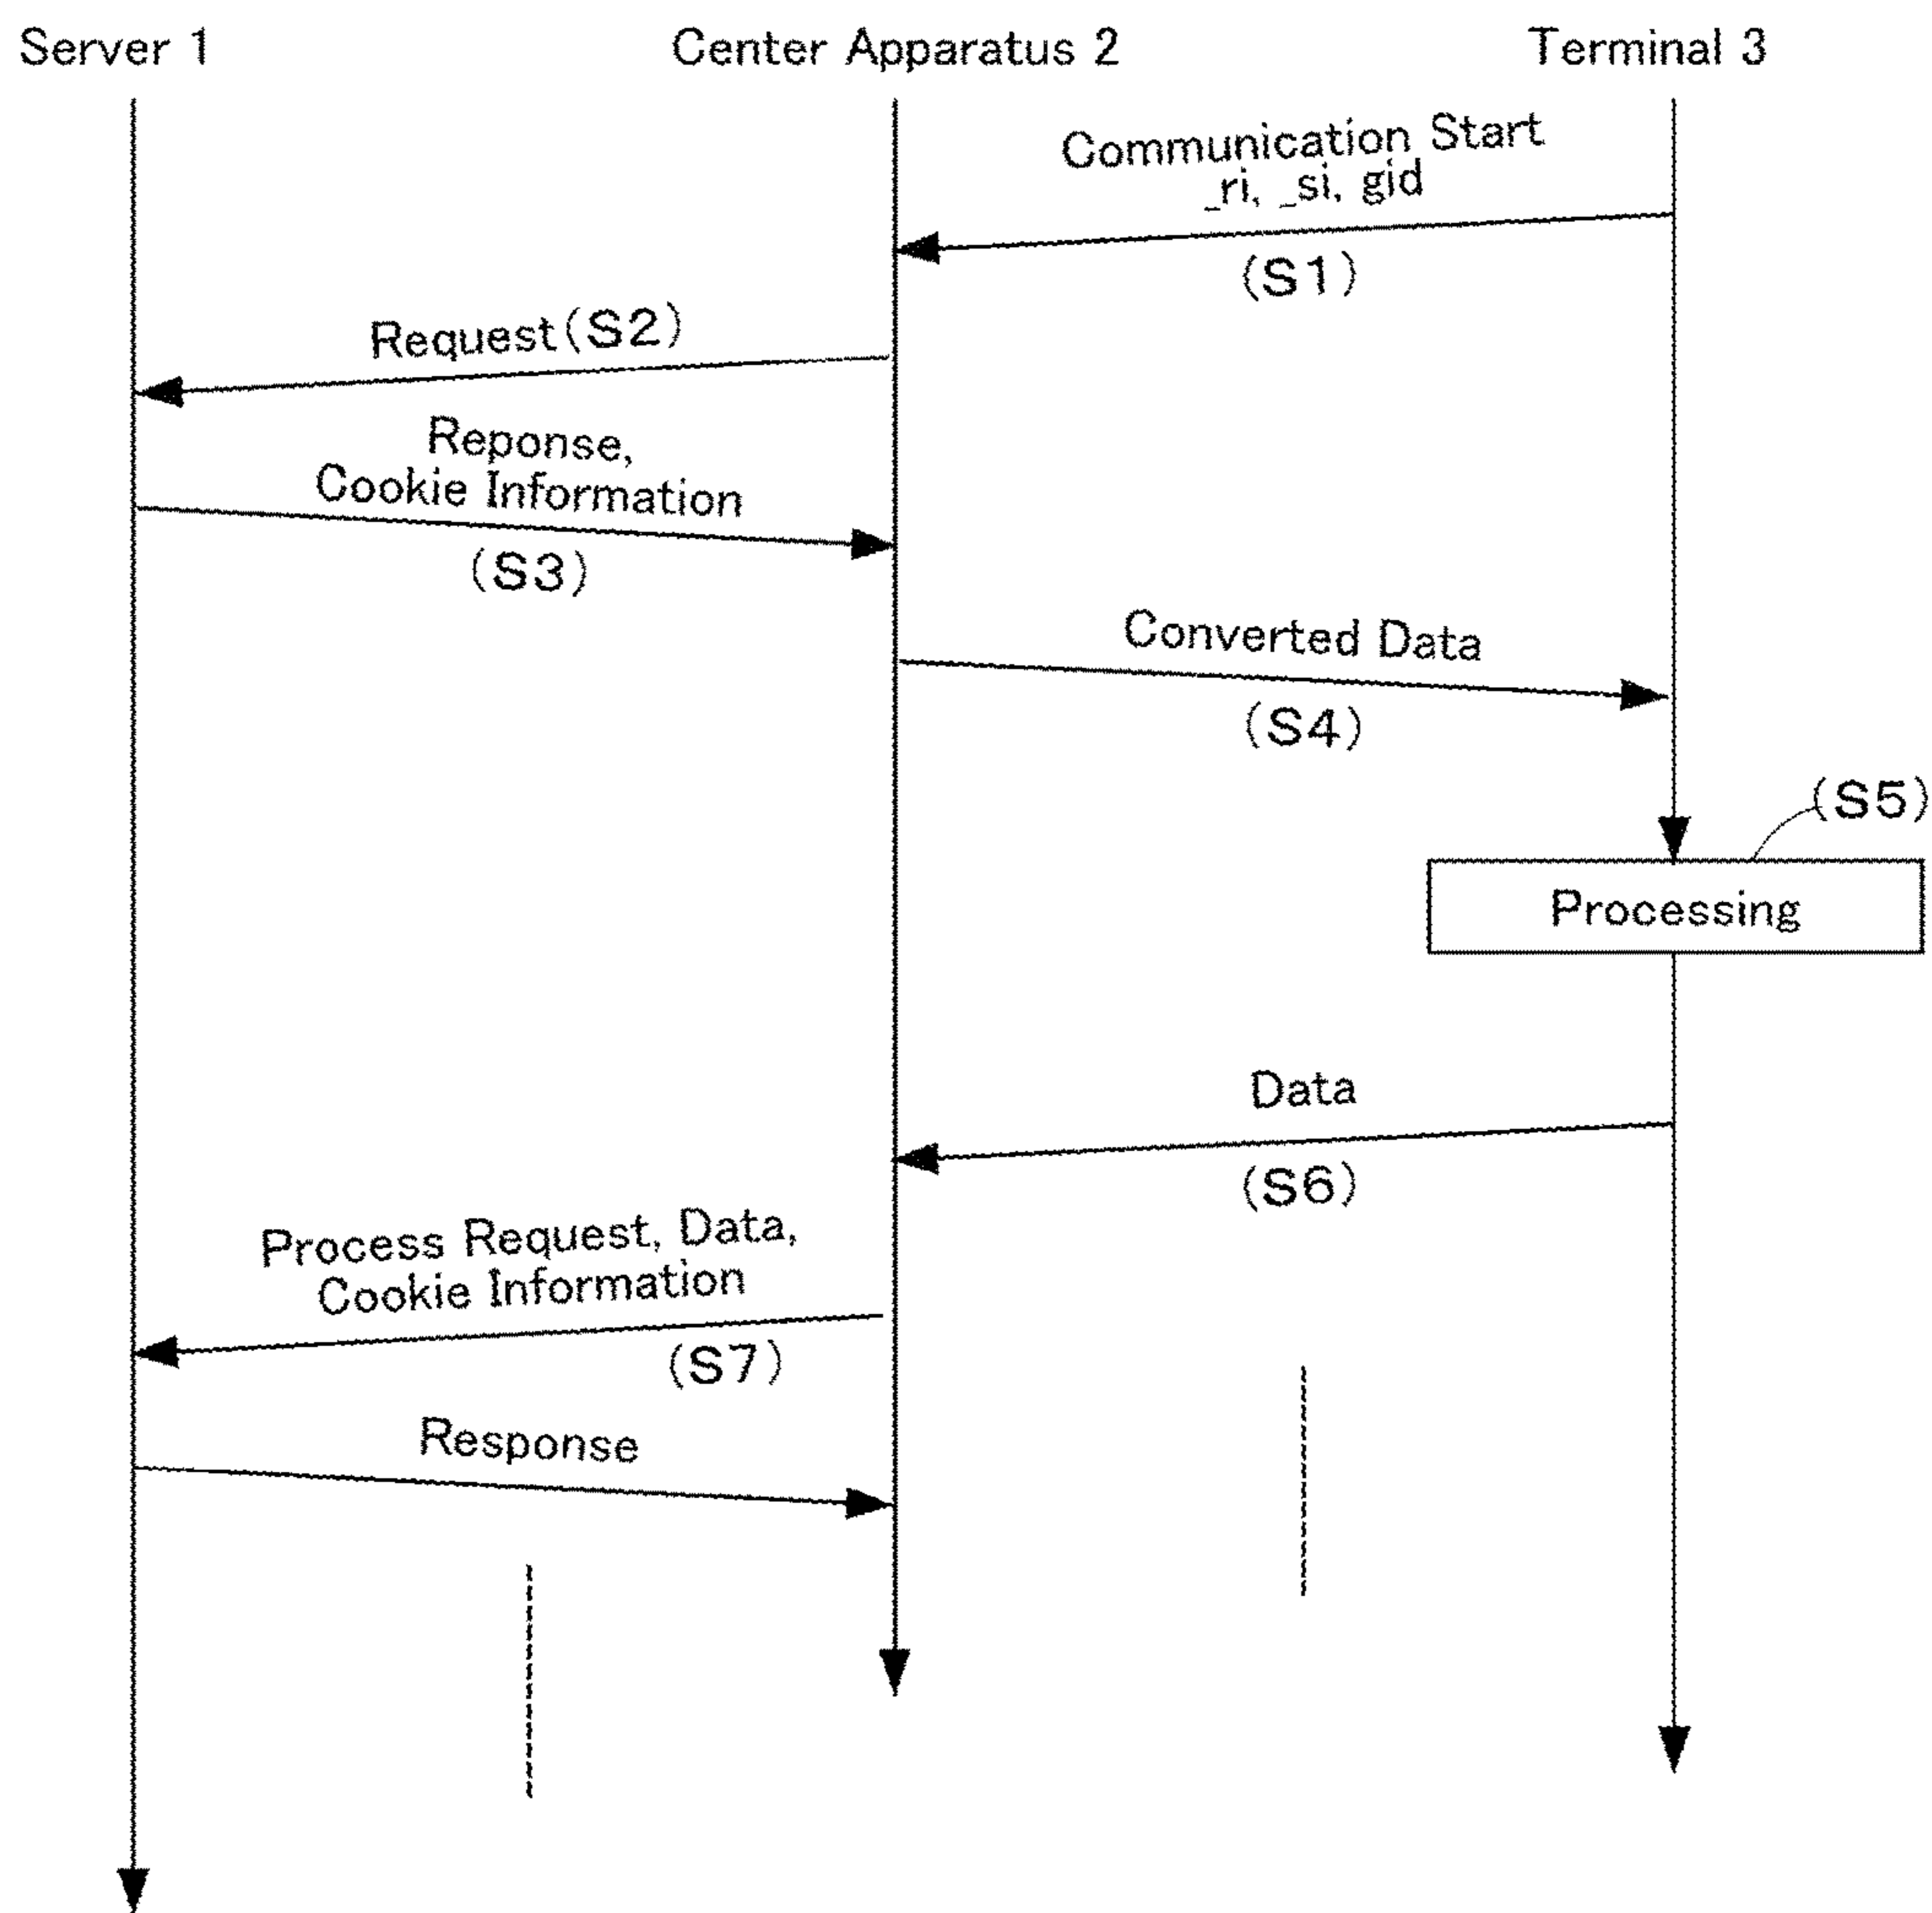 Server 1
Center Apparatus 2
Terminal 3
Communication Start
_ri, _si, gid
(S1)
Request(S2)
Reponse,
Cookie Information
(S3)
Converted Data
(S4)
(S5)
Processing
Data
(S6)
Process Request, Data,
Cookie Information
(S7)
Response